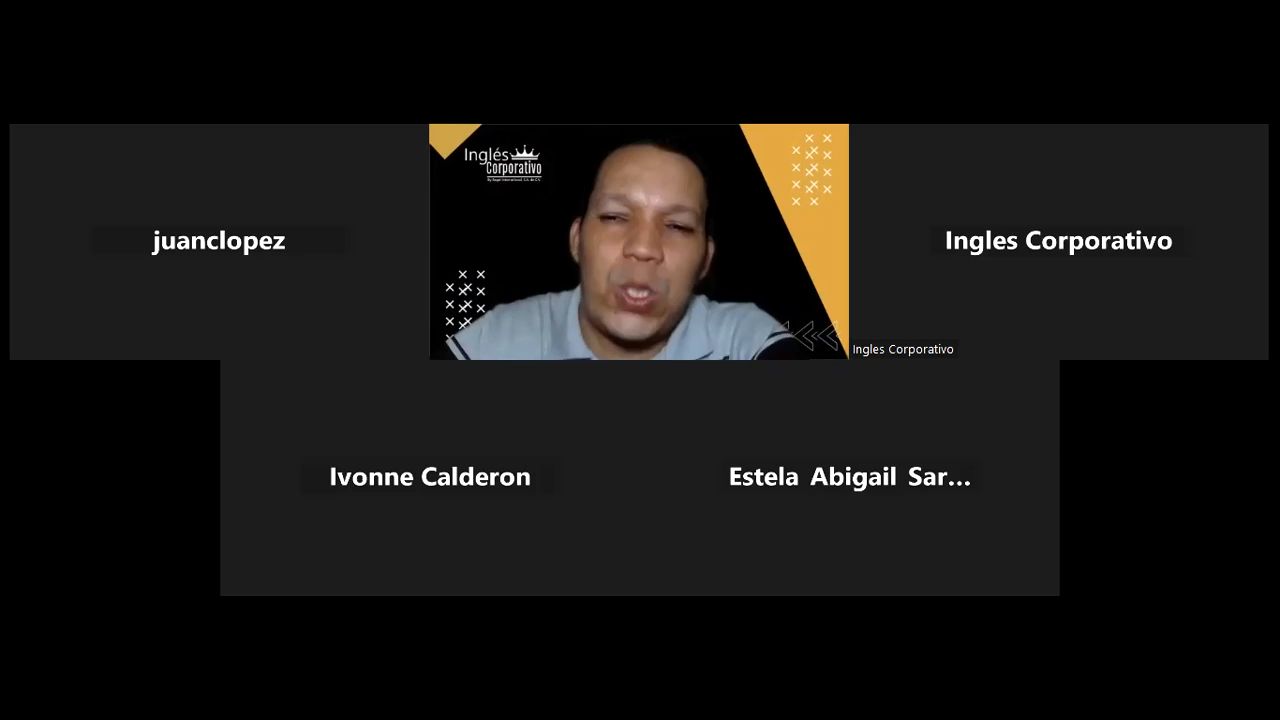 juanclopez
Inglés
Corporativo
Ingles Corporativo
Ingles Corporativo
Ivonne Calderon
Estela Abigail Sar...